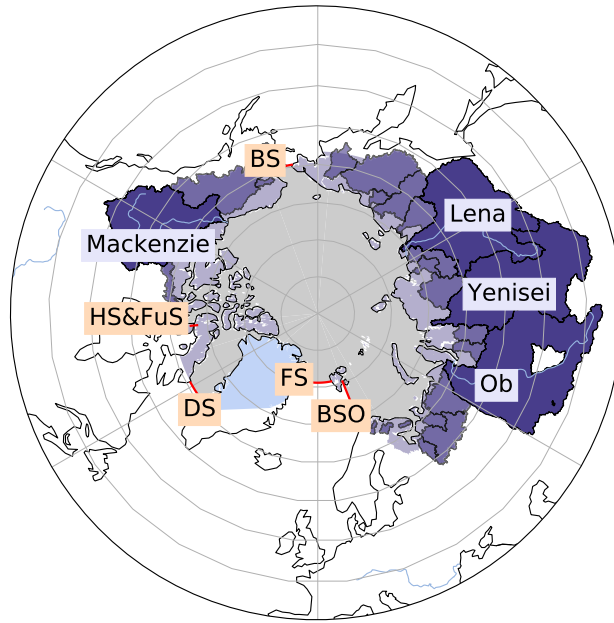 BS
Lena
Mackenzie
Yenisei
HS&FuS
FS
Ob
DS
BSO